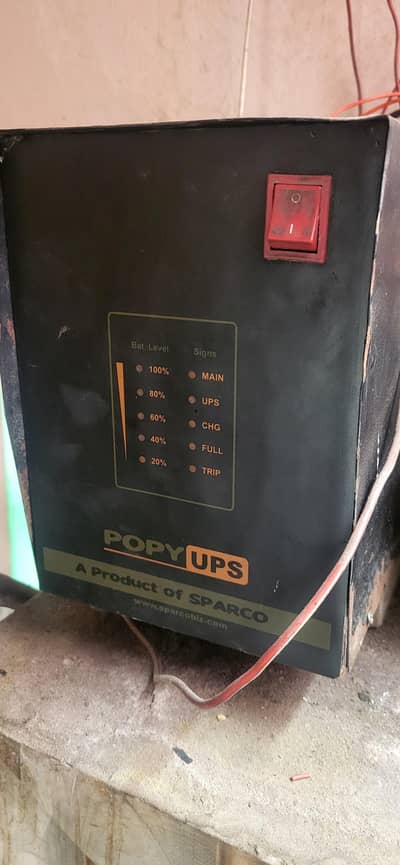 O
I
Bat. Level Signs
100% MAIN
80% UPS
60% CHG
40% FULL
20% TRIP
POPY UPS
A Product of SPARCO
www.sparcobiz.com